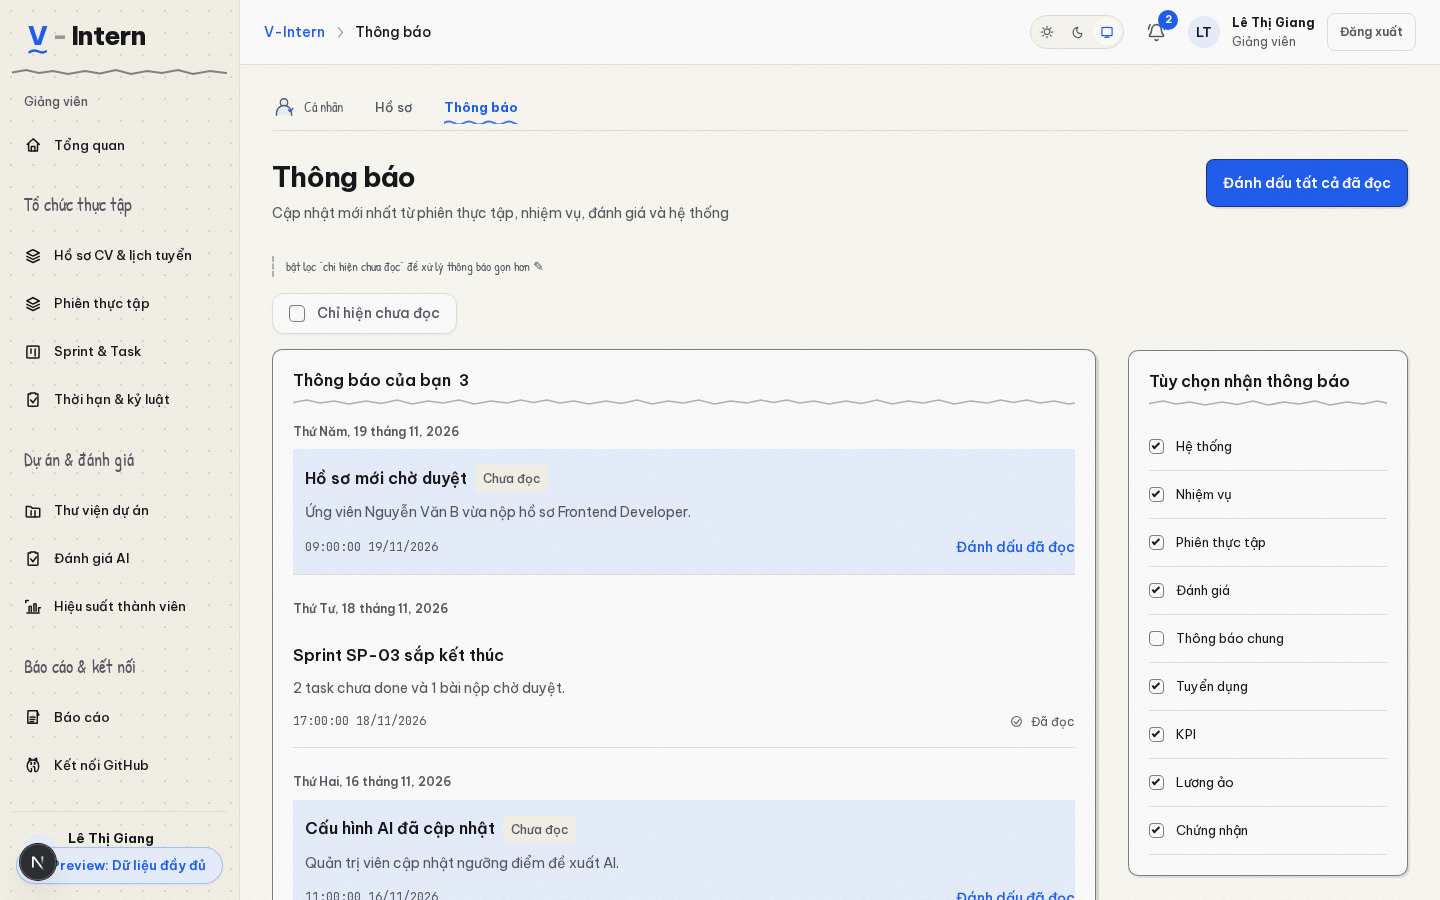 V - Intern
Giảng viên
Tổng quan
Tổ chức thực tập
Hồ sơ CV & lịch tuyển
Phiên thực tập
Sprint & Task
Thời hạn & kỷ luật
Dự án & đánh giá
Thư viện dự án
Đánh giá AI
Hiệu suất thành viên
Báo cáo & kết nối
Báo cáo
Kết nối GitHub
Lê Thị Giang
Preview: Dữ liệu đầy đủ
N
V-Intern > Thông báo
2
LT
Lê Thị Giang
Giảng viên
Đăng xuất
Cá nhân
Hồ sơ
Thông báo
Thông báo
Cập nhật mới nhất từ phiên thực tập, nhiệm vụ, đánh giá và hệ thống
Đánh dấu tất cả đã đọc
bật lọc "chỉ hiện chưa đọc" để xử lý thông báo gọn hơn ✎
Chỉ hiện chưa đọc
Thông báo của bạn 3
Thứ Năm, 19 tháng 11, 2026
Hồ sơ mới chờ duyệt Chưa đọc
Ứng viên Nguyễn Văn B vừa nộp hồ sơ Frontend Developer.
09:00:00 19/11/2026 Đánh dấu đã đọc
Thứ Tư, 18 tháng 11, 2026
Sprint SP-03 sắp kết thúc
2 task chưa done và 1 bài nộp chờ duyệt.
17:00:00 18/11/2026 Đã đọc
Thứ Hai, 16 tháng 11, 2026
Cấu hình AI đã cập nhật Chưa đọc
Quản trị viên cập nhật ngưỡng điểm đề xuất AI.
11:00:00 16/11/2026 Đánh dấu đã đọc
Tùy chọn nhận thông báo
Hệ thống
Nhiệm vụ
Phiên thực tập
Đánh giá
Thông báo chung
Tuyển dụng
KPI
Lương ảo
Chứng nhận